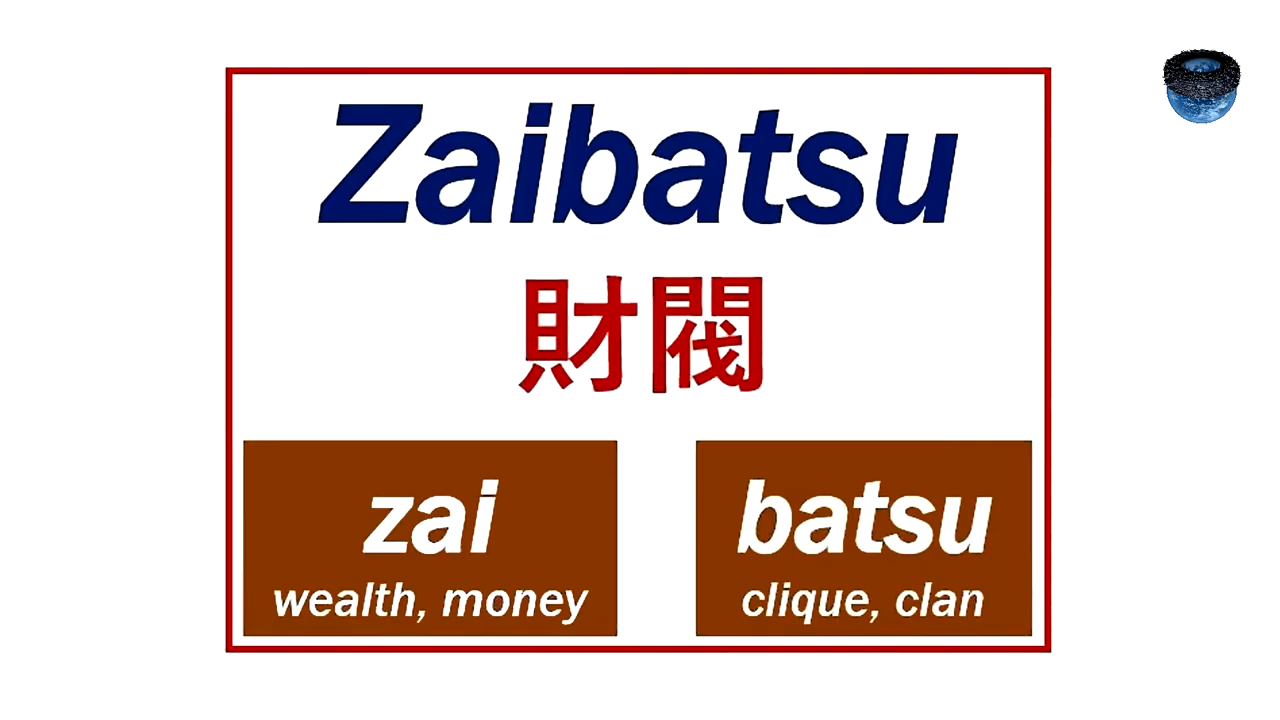 Zaibatsu
財閥
zai
wealth, money
batsu
clique, clan